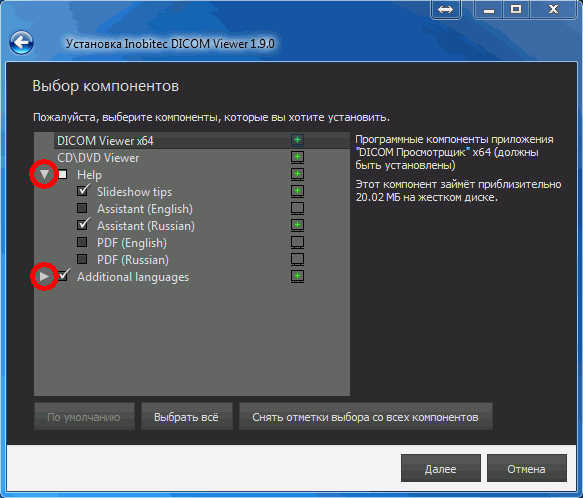 Установка Inobitec DICOM Viewer 1.9.0
Выбор компонентов
Пожалуйста, выберите компоненты, которые вы хотите установить.
DICOM Viewer x64
CD\DVD Viewer
Help
Slideshow tips
Assistant (English)
Assistant (Russian)
PDF (English)
PDF (Russian)
Additional languages
Программные компоненты приложения
"DICOM Просмотрщик" x64 (должны
быть установлены)
Этот компонент займёт приблизительно
20.02 МБ на жестком диске.
По умолчанию
Выбрать всё
Снять отметки выбора со всех компонентов
Далее
Отмена